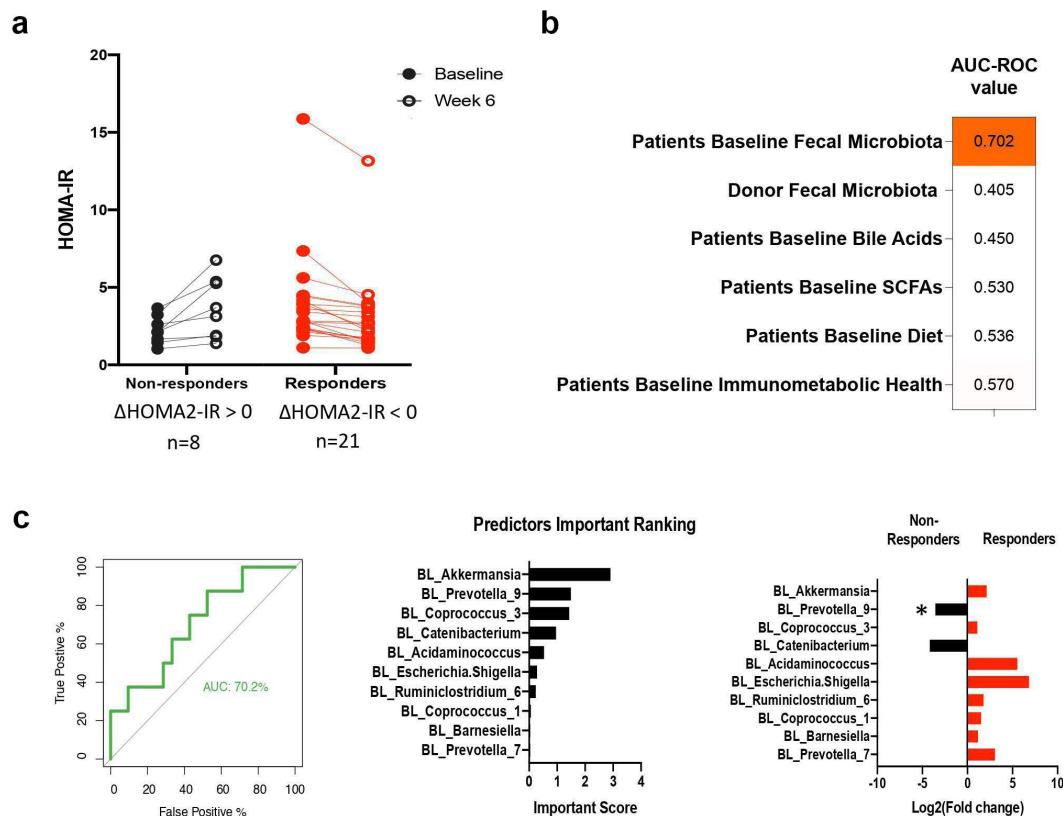 a
20
15
10
5
0
HOMA-IR
Baseline
Week 6
Non-responders
Responders
ΔHOMA2-IR > 0
ΔHOMA2-IR < 0
n=8
n=21
b
AUC-ROC
value
Patients Baseline Fecal Microbiota
0.702
Donor Fecal Microbiota
0.405
Patients Baseline Bile Acids
0.450
Patients Baseline SCFAs
0.530
Patients Baseline Diet
0.536
Patients Baseline Immunometabolic Health
0.570
c
True Postive %
100
80
60
40
20
0
AUC: 70.2%
0 20 40 60 80 100
False Positive %
Predictors Important Ranking
BL_Akkermansia
BL_Prevotella_9
BL_Coprococcus_3
BL_Catenibacterium
BL_Acidaminococcus
BL_Escherichia.Shigella
BL_Ruminiclostridium_6
BL_Coprococcus_1
BL_Barnesiella
BL_Prevotella_7
0 1 2 3 4
Important Score
Non-
Responders
Responders
BL_Akkermansia
BL_Prevotella_9
*
BL_Coprococcus_3
BL_Catenibacterium
BL_Acidaminococcus
BL_Escherichia.Shigella
BL_Ruminiclostridium_6
BL_Coprococcus_1
BL_Barnesiella
BL_Prevotella_7
-10 -5 0 5 10
Log2(Fold change)